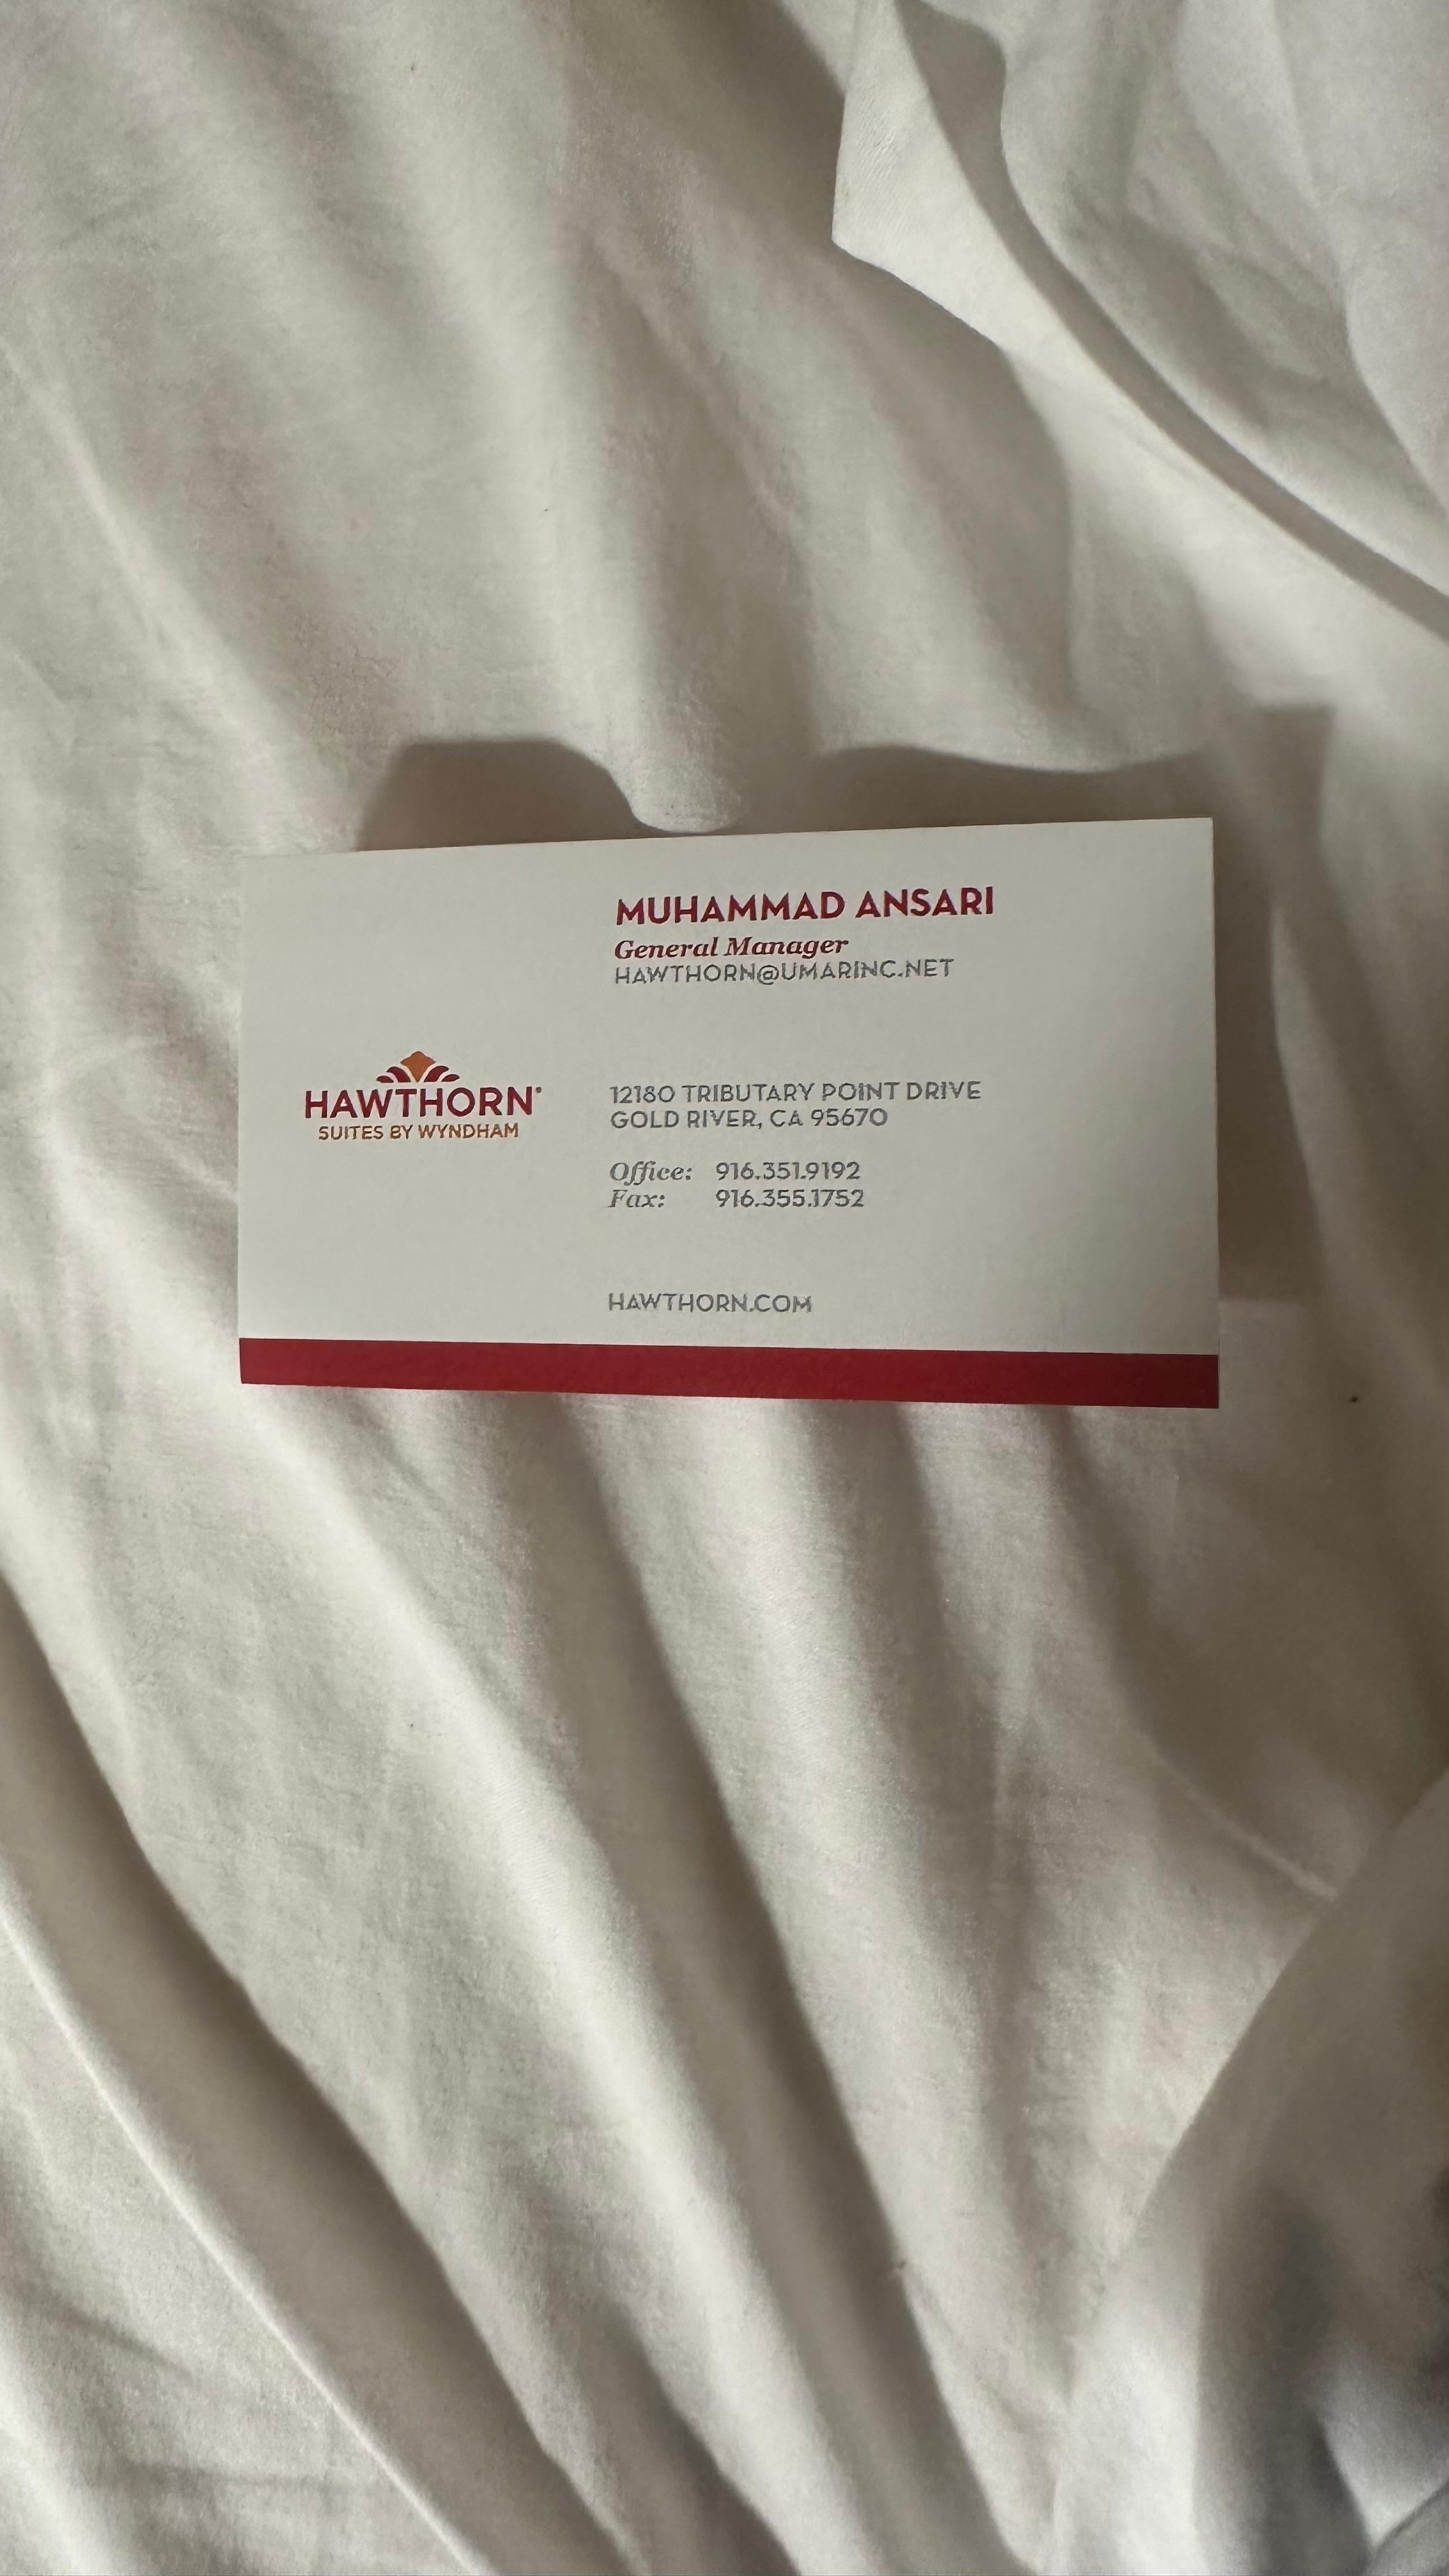 MUHAMMAD ANSARI
General Manager
HAWTHORN@UMARINC.NET
HAWTHORN®
SUITES BY WYNDHAM
12180 TRIBUTARY POINT DRIVE
GOLD RIVER, CA 95670
Office: 916.351.9192
Fax: 916.355.1752
HAWTHORN.COM